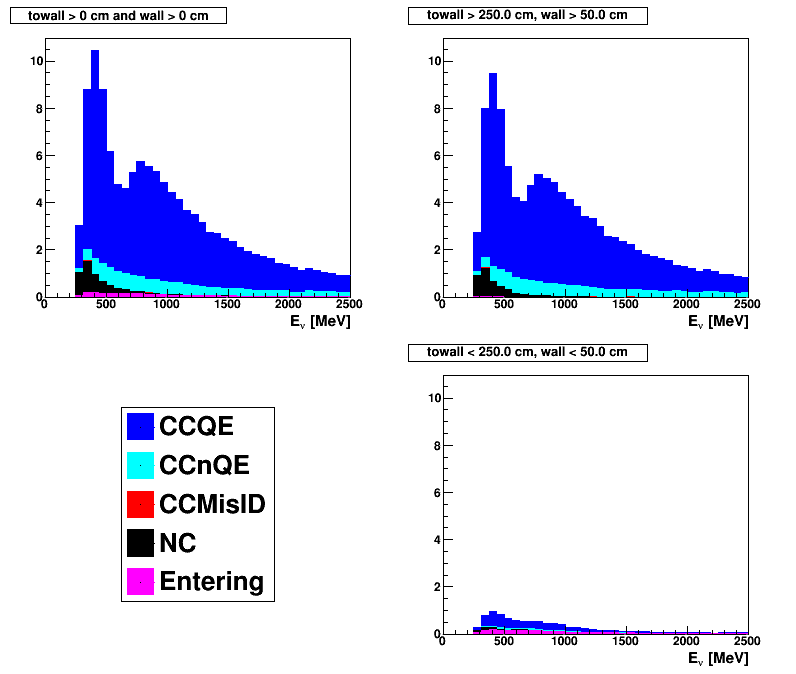 towall > 0 cm and wall > 0 cm
10
8
6
4
2
0
0 500 1000 1500 2000 2500
Eν [MeV]
towall > 250.0 cm, wall > 50.0 cm
10
8
6
4
2
0
0 500 1000 1500 2000 2500
Eν [MeV]
CCQE
CCnQE
CCMisID
NC
Entering
towall < 250.0 cm, wall < 50.0 cm
10
8
6
4
2
0
0 500 1000 1500 2000 2500
Eν [MeV]